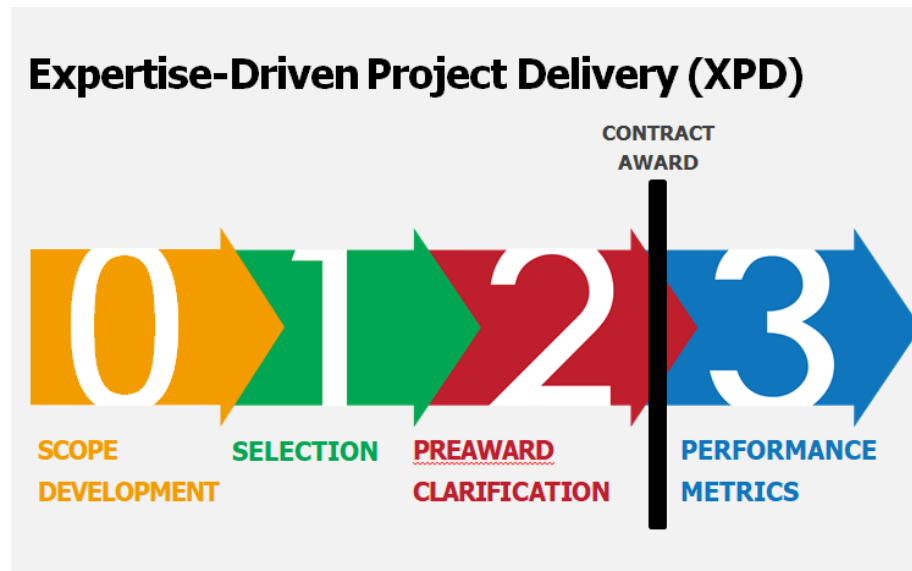 Expertise-Driven Project Delivery (XPD)
CONTRACT
AWARD
0 1 2 3
SCOPE
DEVELOPMENT
SELECTION
PREAWARD
CLARIFICATION
PERFORMANCE
METRICS